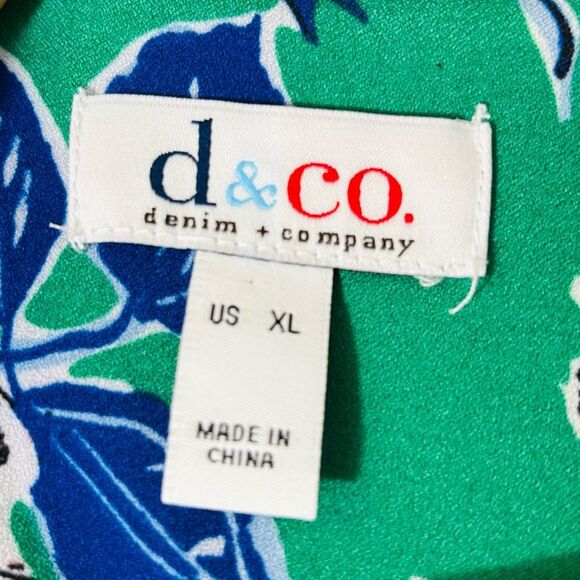 d&co.
denim + company
US XL
MADE IN
CHINA